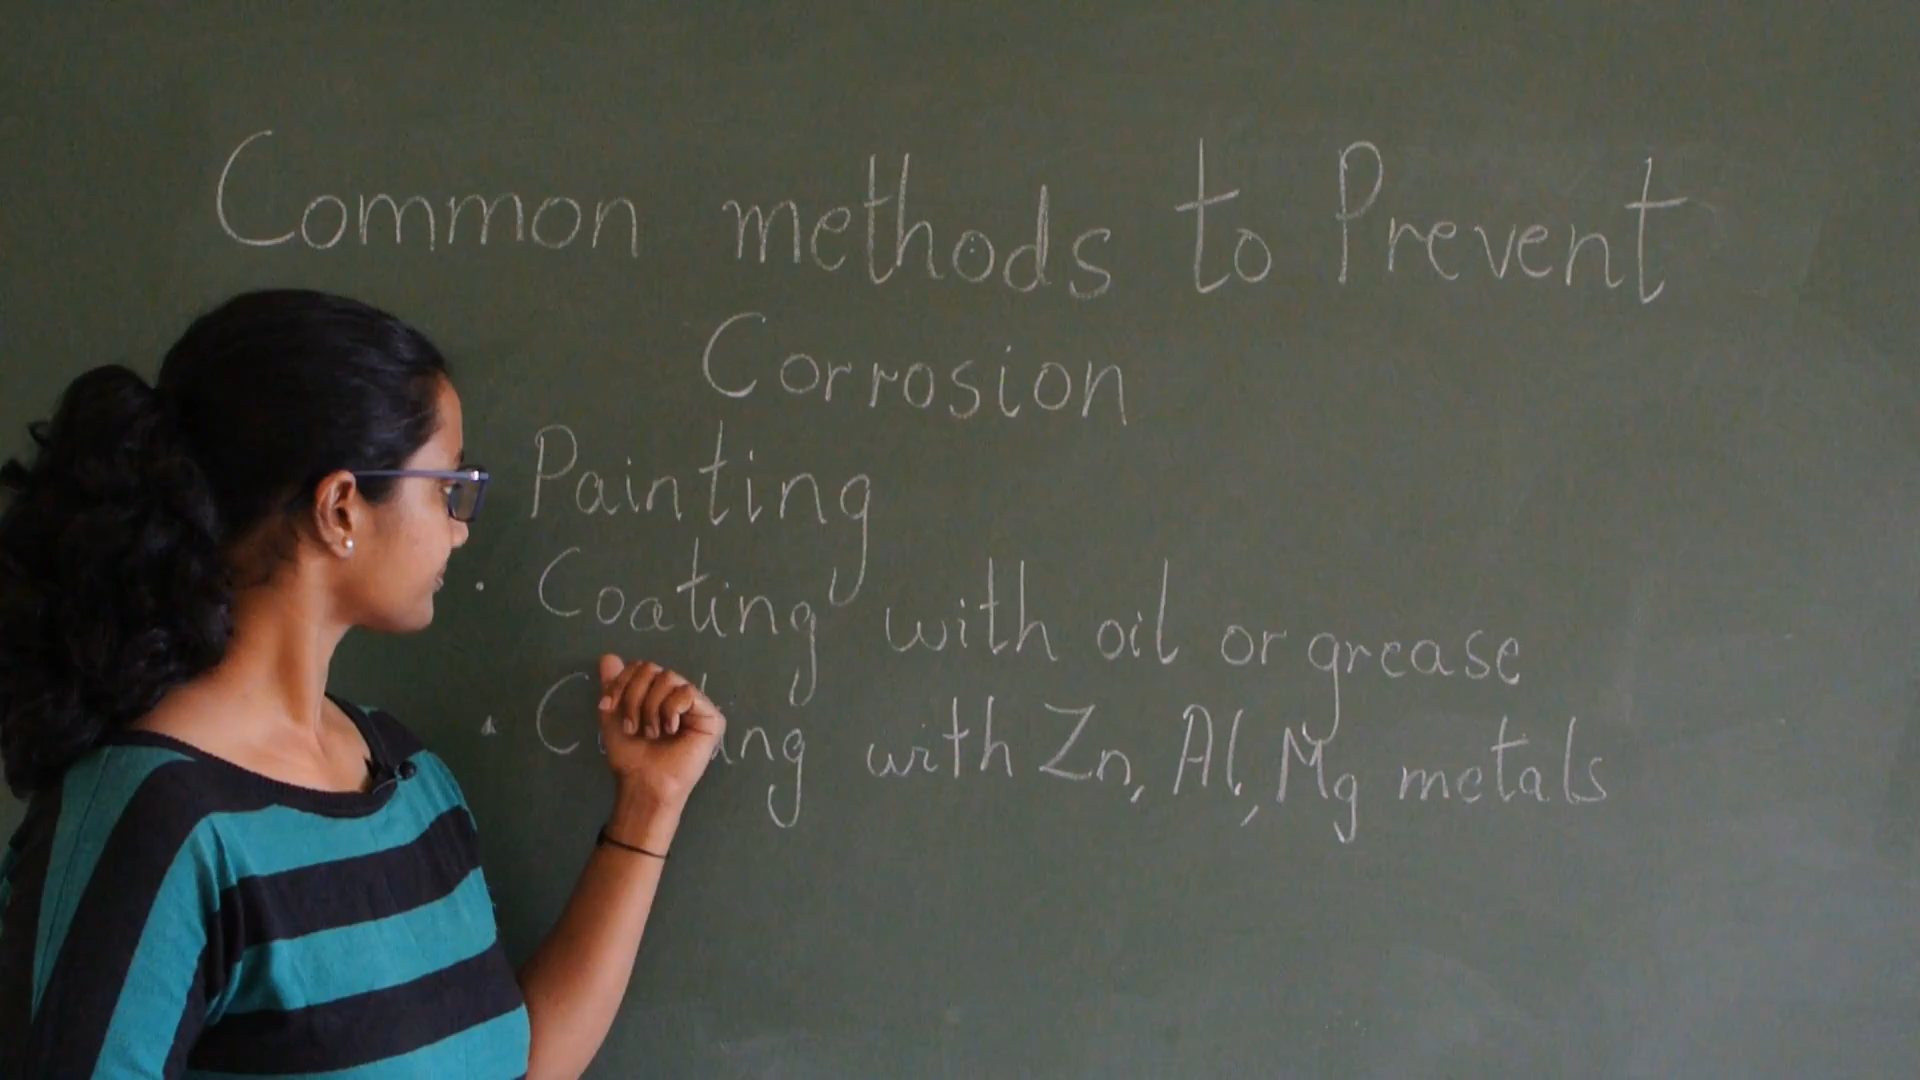 Common methods to Prevent
Corrosion
Painting
· Coating with oil or grease
· with Zn, Al, Mg metals